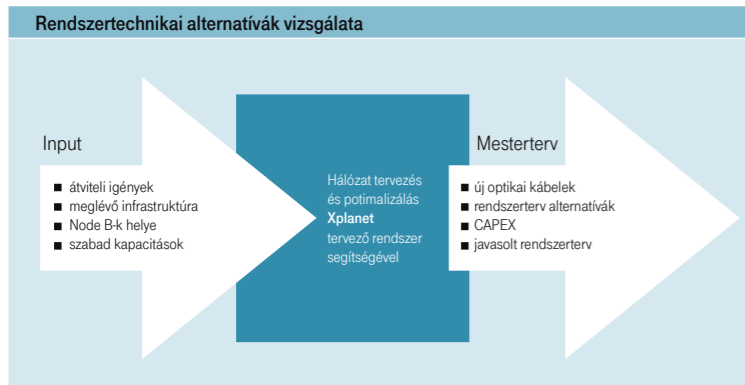 Rendszertechnikai alternatívák vizsgálata
Input
■ átviteli igények
■ meglévő infrastruktúra
■ Node B-k helye
■ szabad kapacitások
Hálózat tervezés
és potimalizálás
Xplanet
tervező rendszer
segítségével
Mesterterv
■ új optikai kábelek
■ rendszerterv alternatívák
■ CAPEX
■ javasolt rendszerterv